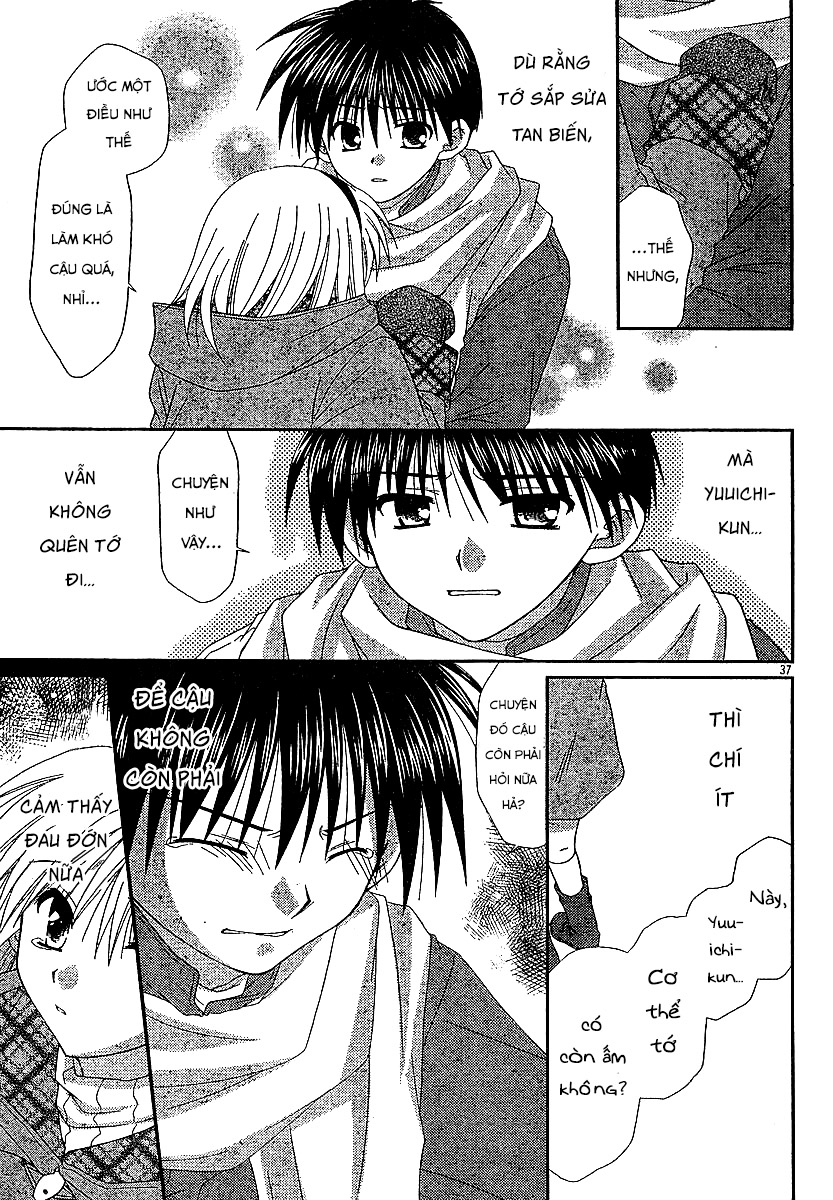 ...THẾ
NHƯNG,
DÙ RẰNG
TỚ SẮP SỬA
TAN BIẾN,
ƯỚC MỘT
ĐIỀU NHƯ
THẾ
ĐÚNG LÀ
LÀM KHÓ
CẬU QUÁ,
NHỈ...
MÀ
YUUICHI-
KUN...
CHUYỆN
NHƯ
VẬY...
VẪN
KHÔNG
QUÊN TỚ
ĐI...
37
THÌ
CHÍ
ÍT
Này,
Yuu-
ichi-
kun...
Cơ
thể
tớ
có
còn ấm
không?
CHUYỆN
ĐÓ CẬU
CÒN PHẢI
HỎI NỮA
HẢ?
ĐỂ CẬU
KHÔNG
CÒN PHẢI
CẢM THẤY
ĐÁU ĐỚN
NỮA